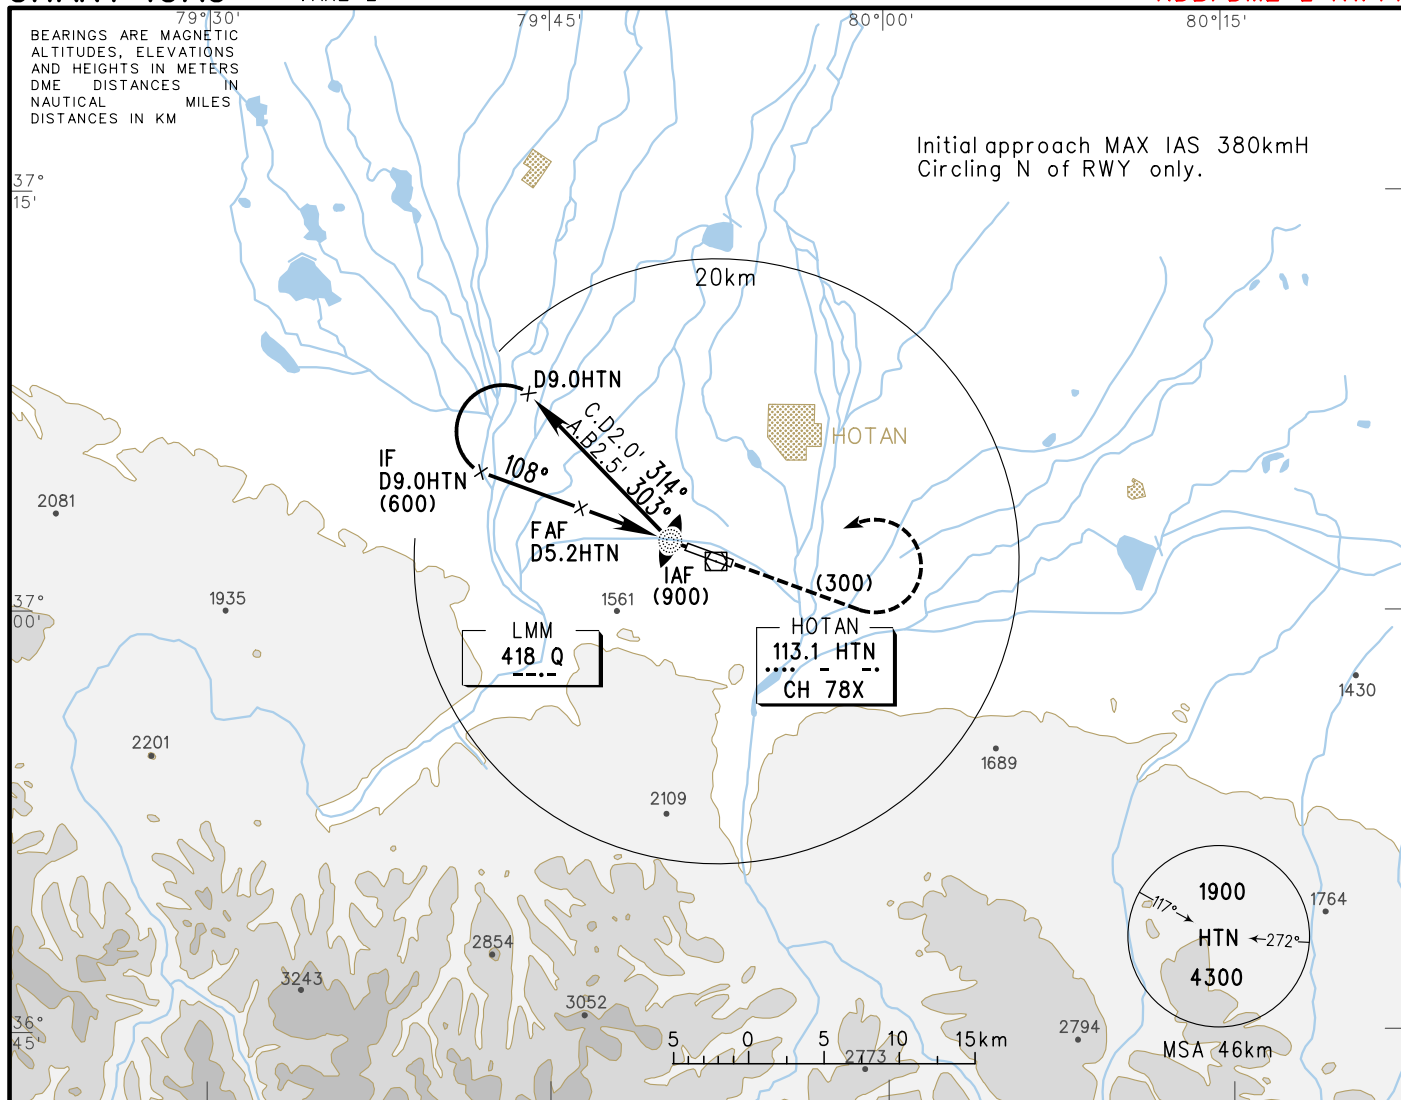 79°30'
79°45'
80°00'
80°15'
BEARINGS ARE MAGNETIC
ALTITUDES, ELEVATIONS
AND HEIGHTS IN METERS
DME DISTANCES IN
NAUTICAL MILES
DISTANCES IN KM
Initial approach MAX IAS 380kmH
Circling N of RWY only.
37°
15'
20km
D9.0HTN
C.D2.0' 314°
A.B2.5' 303°
HOTAN
IF
D9.0HTN
(600)
108°
2081
FAF
D5.2HTN
IAF
(900)
(300)
37°
00'
1935
1561
LMM
418 Q
HOTAN
113.1 HTN
CH 78X
1430
2201
1689
2109
1900
117°
HTN
272°
4300
1764
2854
3243
3052
2794
36°
45'
5 0 5 10 15km
2773
MSA 46km